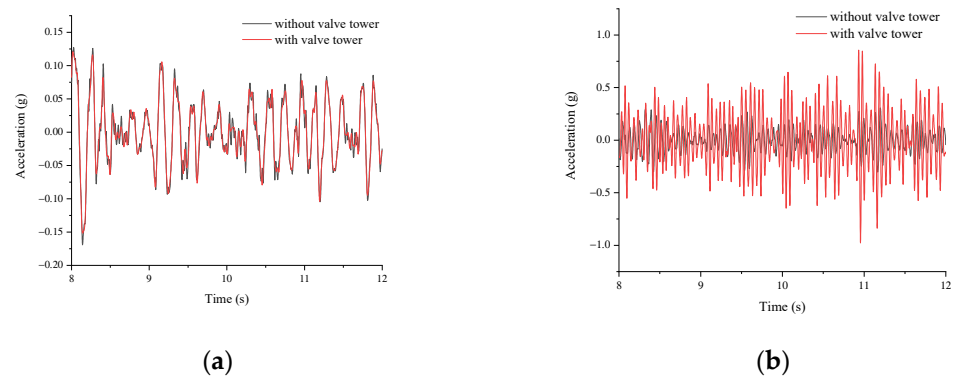 without valve tower
with valve tower
0.15
0.10
0.05
0.00
−0.05
−0.10
−0.15
−0.20
Acceleration (g)
8 9 10 11 12
Time (s)
(a)
without valve tower
with valve tower
1.0
0.5
0.0
−0.5
−1.0
Acceleration (g)
8 9 10 11 12
Time (s)
(b)